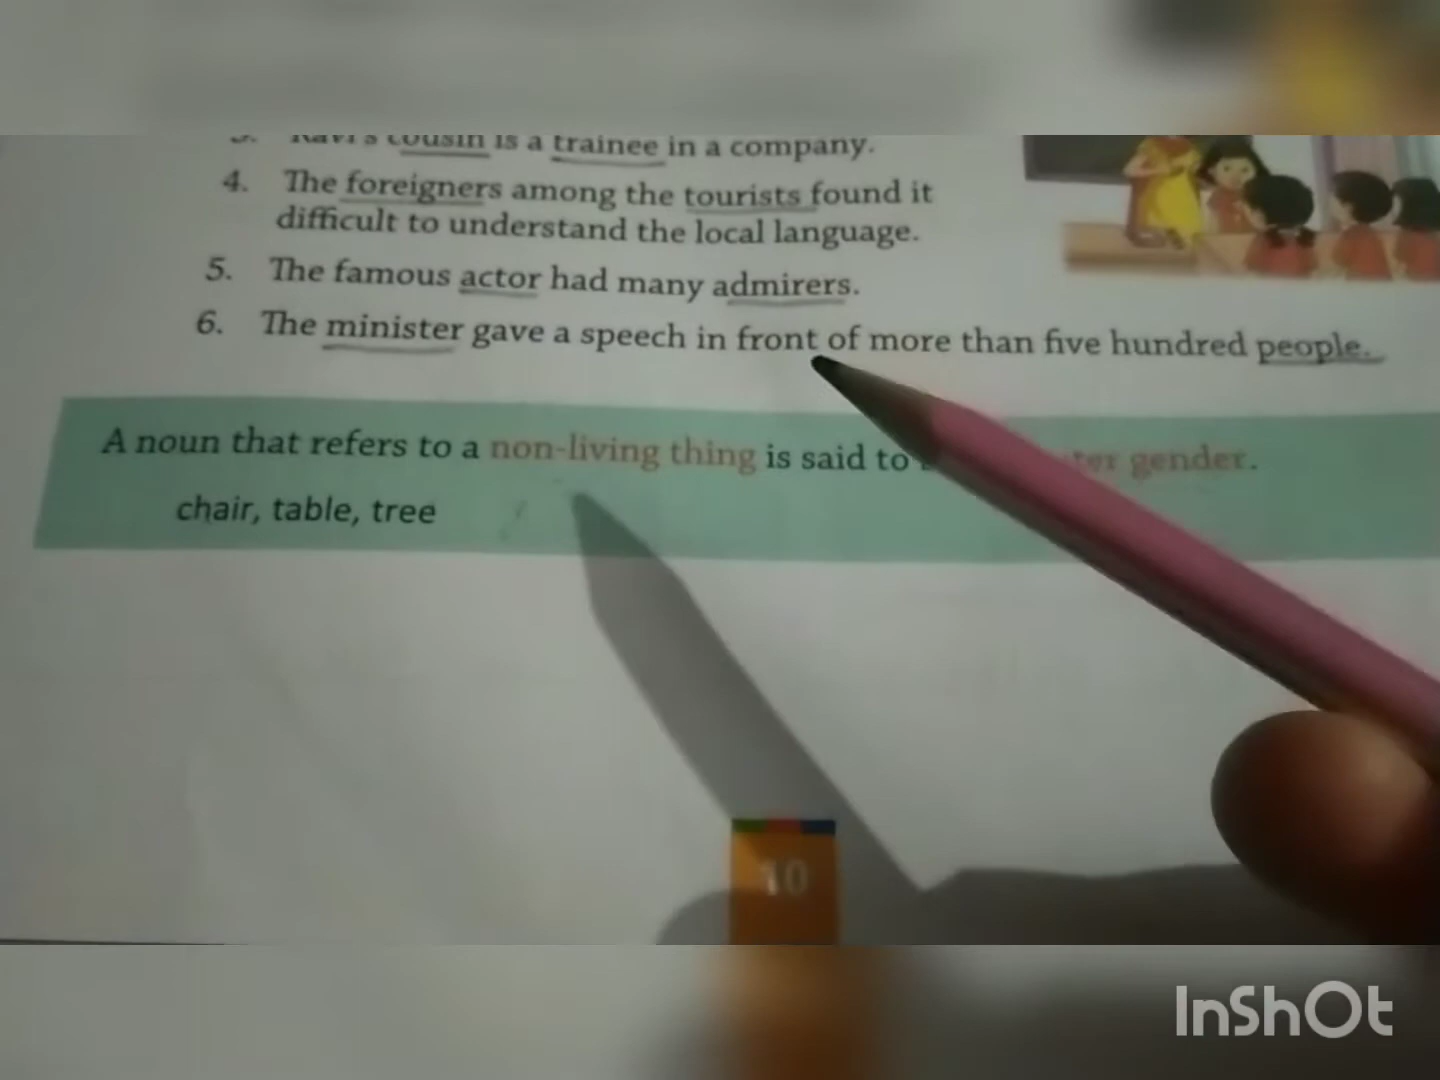 Ravi's cousin is a trainee in a company.
4. The foreigners among the tourists found it
difficult to understand the local language.
5. The famous actor had many admirers.
6. The minister gave a speech in front of more than five hundred people.
A noun that refers to a non-living thing is said to gender.
chair, table, tree
10
InShOt